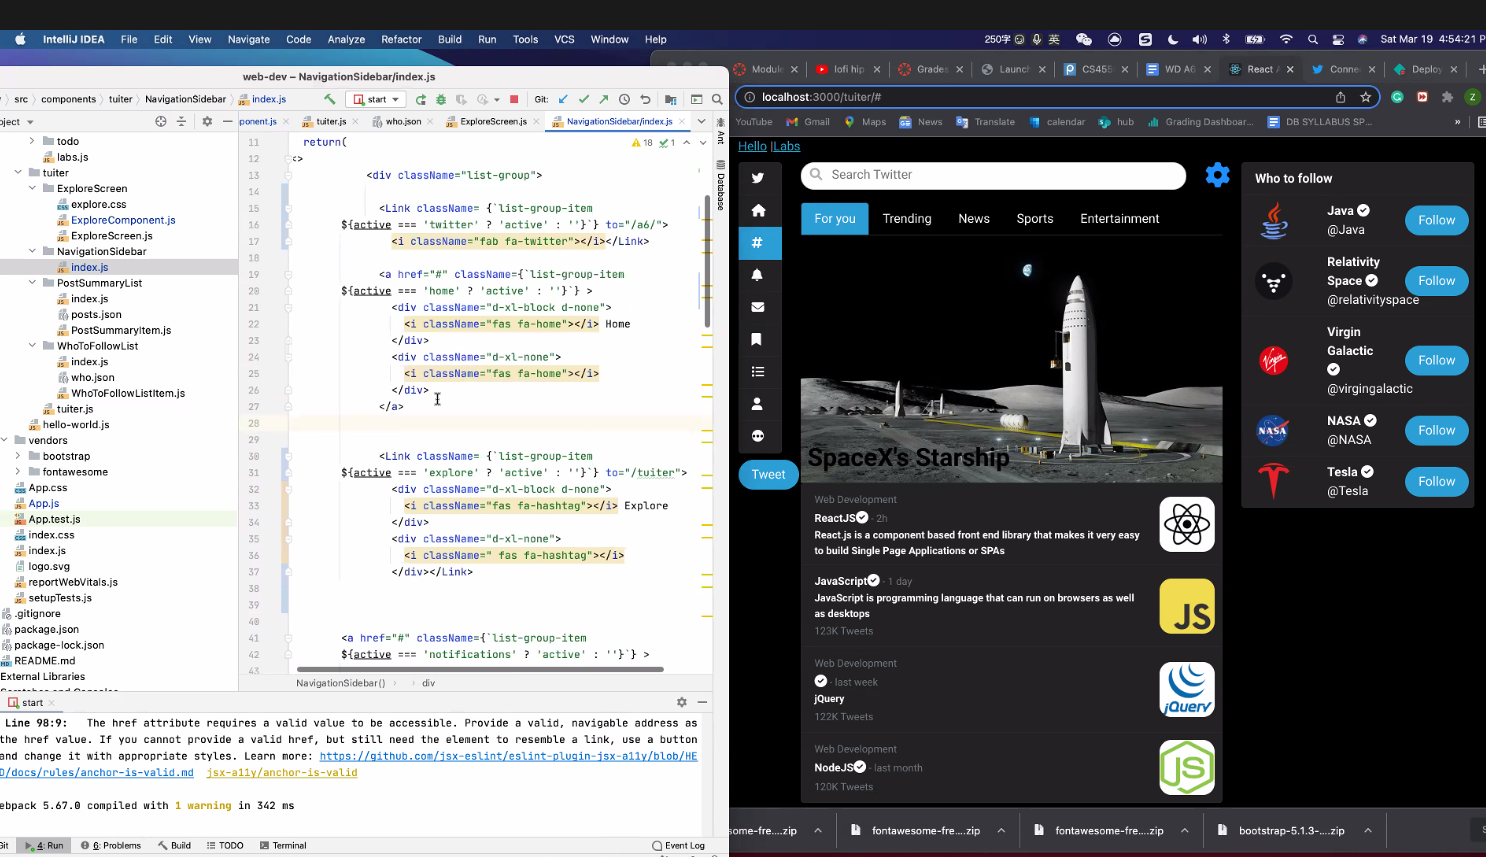 IntelliJ IDEA File Edit View Navigate Code Analyze Refactor Build Run Tools VCS Window Help
250字 英 Sat Mar 19 4:54:21
web-dev – NavigationSidebar/index.js
src components tuiter NavigationSidebar index.js start Git:
oject
ponent.js tuiter.js who.json ExploreScreen.js NavigationSidebar/index.js
todo
labs.js
tuiter
ExploreScreen
explore.css
ExploreComponent.js
ExploreScreen.js
NavigationSidebar
index.js
PostSummaryList
index.js
posts.json
PostSummaryItem.js
WhoToFollowList
index.js
who.json
WhoToFollowListItem.js
tuiter.js
hello-world.js
vendors
bootstrap
fontawesome
App.css
App.js
App.test.js
index.css
index.js
logo.svg
reportWebVitals.js
setupTests.js
.gitignore
package.json
package-lock.json
README.md
External Libraries
11 return(
18 1
12 <>
13 <div className="list-group">
14
15 <Link className= {`list-group-item
16 ${active === 'twitter' ? 'active' : ''}`} to="/a6/">
17 <i className="fab fa-twitter"></i></Link>
18
19 <a href="#" className={`list-group-item
20 ${active === 'home' ? 'active' : ''}`} >
21 <div className="d-xl-block d-none">
22 <i className="fas fa-home"></i> Home
23 </div>
24 <div className="d-xl-none">
25 <i className="fas fa-home"></i>
26 </div>
27 </a>
28
29
30 <Link className= {`list-group-item
31 ${active === 'explore' ? 'active' : ''}`} to="/tuiter">
32 <div className="d-xl-block d-none">
33 <i className="fas fa-hashtag"></i> Explore
34 </div>
35 <div className="d-xl-none">
36 <i className=" fas fa-hashtag"></i>
37 </div></Link>
38
39
40
41 <a href="#" className= {`list-group-item
42 ${active === 'notifications' ? 'active' : ''}`} >
43
NavigationSidebar() div
Ant
Database
start
Line 98:9: The href attribute requires a valid value to be accessible. Provide a valid, navigable address as
the href value. If you cannot provide a valid href, but still need the element to resemble a link, use a button
and change it with appropriate styles. Learn more: https://github.com/jsx-eslint/eslint-plugin-jsx-a11y/blob/HE
D/docs/rules/anchor-is-valid.md jsx-a11y/anchor-is-valid
ebpack 5.67.0 compiled with 1 warning in 342 ms
Git 4: Run 6: Problems Build TODO Terminal Event Log
Module lofi hip Grades Launch CS455 WD A6 React A Connec Deploy
localhost:3000/tuiter/#
Z
YouTube Gmail Maps News Translate calendar hub Grading Dashboar... DB SYLLABUS SP... »
Hello |Labs
Search Twitter
For you Trending News Sports Entertainment
#
Tweet
SpaceX's Starship
Web Development
ReactJS - 2h
React.js is a component based front end library that makes it very easy
to build Single Page Applications or SPAs
JavaScript - 1 day
JavaScript is programming language that can run on browsers as well
as desktops
123K Tweets
JS
Web Development
- last week
jQuery
122K Tweets
jQuery
Web Development
NodeJS - last month
120K Tweets
JS
Who to follow
Java
@Java
Follow
Relativity
Space
@relativityspace
Follow
Virgin
Galactic
@virgingalactic
Follow
NASA
@NASA
Follow
Tesla
@Tesla
Follow
some-fre....zip fontawesome-fre....zip fontawesome-fre....zip bootstrap-5.1.3-....zip